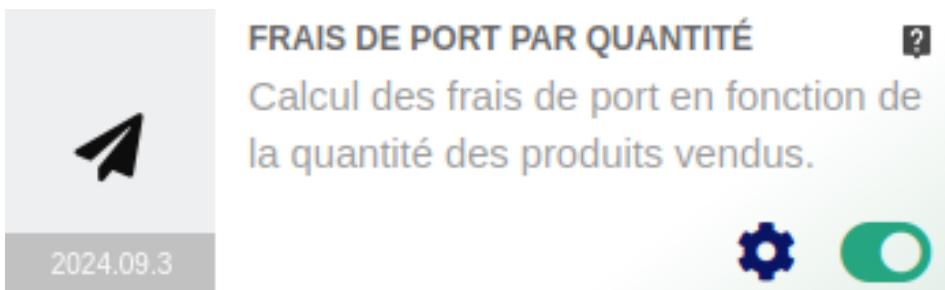 FRAIS DE PORT PAR QUANTITÉ
Calcul des frais de port en fonction de
la quantité des produits vendus.
2024.09.3